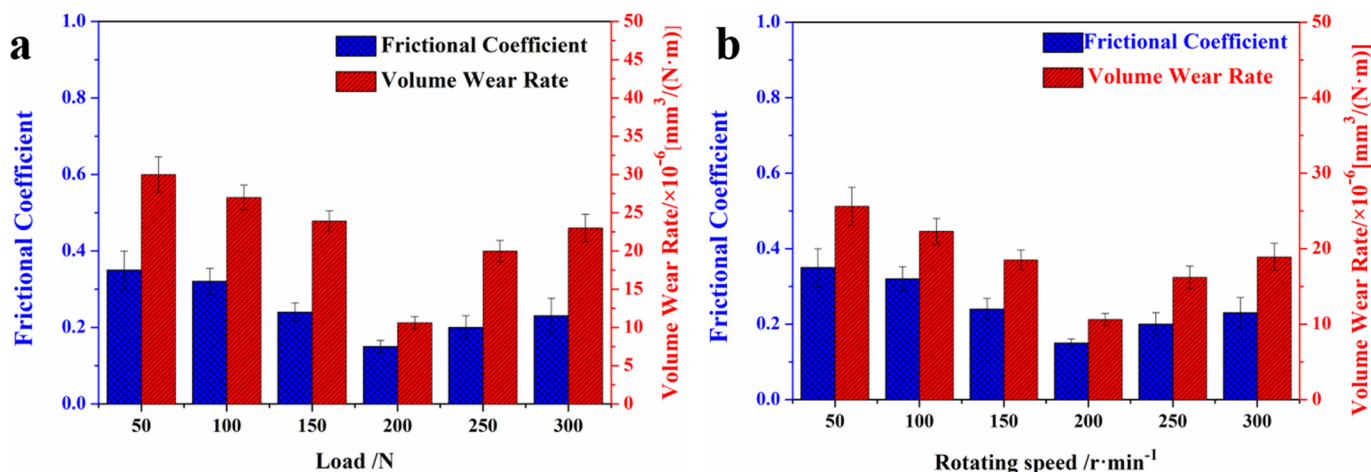 a
Frictional Coefficient
Volume Wear Rate
Frictional Coefficient
1.0
0.8
0.6
0.4
0.2
0.0
50
45
40
35
30
25
20
15
10
5
0
Volume Wear Rate/×10⁻⁶[mm³/(N·m)]
50 100 150 200 250 300
Load /N
b
Frictional Coefficient
Volume Wear Rate
Frictional Coefficient
1.0
0.8
0.6
0.4
0.2
0.0
50
40
30
20
10
0
Volume Wear Rate/×10⁻⁶[mm³/(N·m)]
50 100 150 200 250 300
Rotating speed /r·min⁻¹